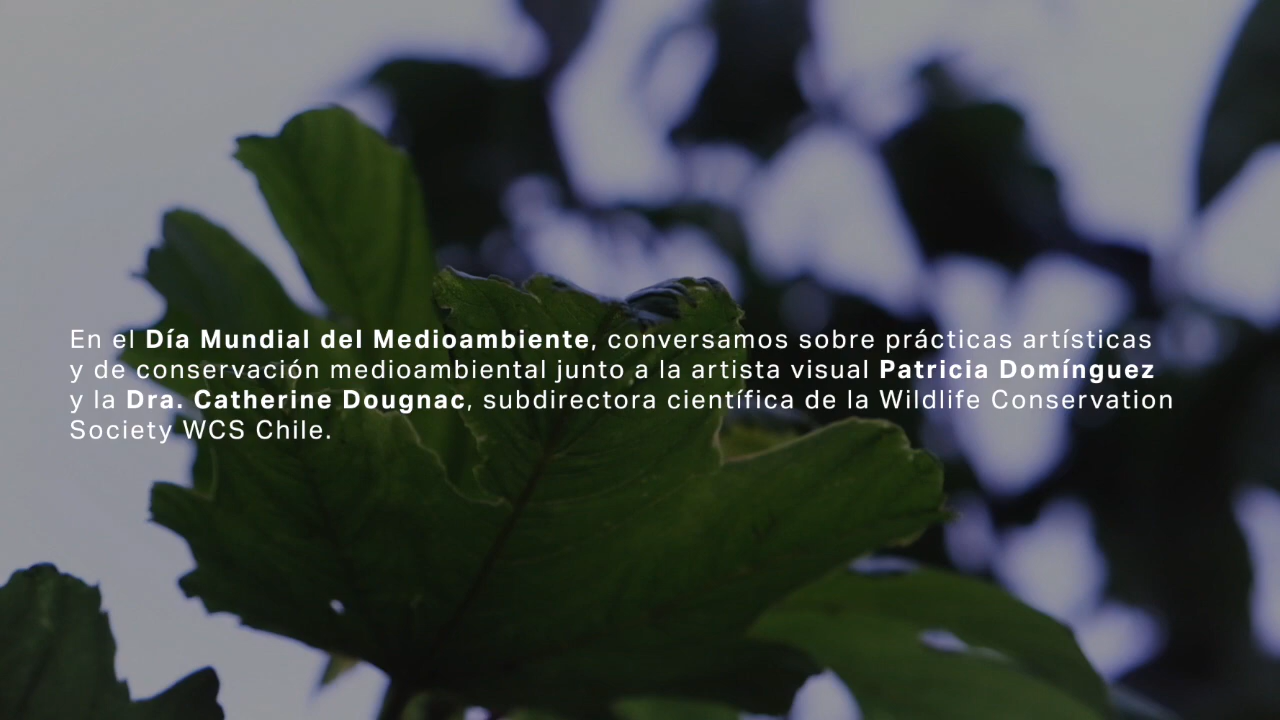 En el Día Mundial del Medioambiente, conversamos sobre prácticas artísticas
y de conservación medioambiental junto a la artista visual Patricia Domínguez
y la Dra. Catherine Dougnac, subdirectora científica de la Wildlife Conservation
Society WCS Chile.